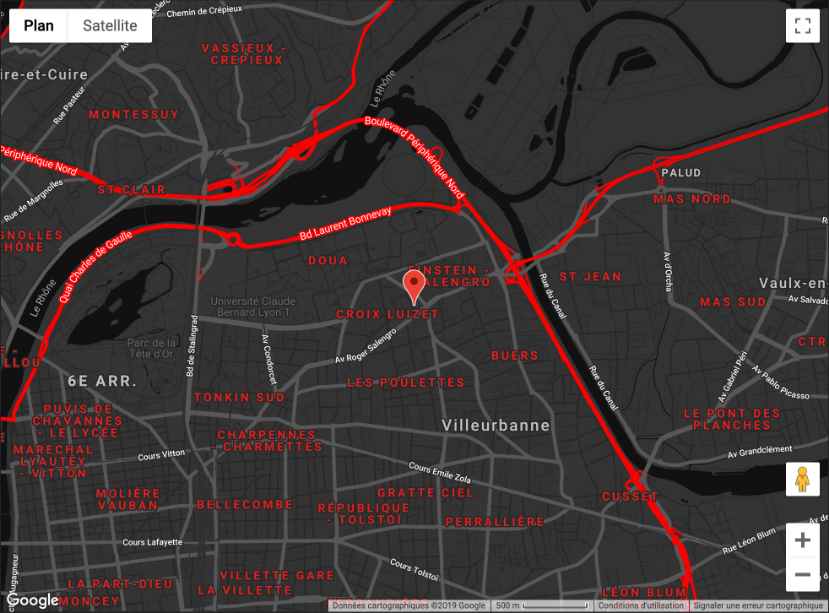 Plan
Satellite
Chemin de Crépieux
VASSIEUX -
CREPIEUX
Le Rhône
ire-et-Cuire
Rue Pasteur
MONTESSUY
Périphérique Nord
Boulevard Périphérique Nord
ST CLAIR
Rue de Margnolles
PALUD
MAS NORD
GNOLLES
HÔNE
Quai Charles de Gaulle
Bd Laurent Bonnevay
DOUA
EINSTEIN -
SALENGRO
ST JEAN
Av d'Orcha
Le Rhône
Rue du Canal
Vaulx-en-
Av Salvado
MAS SUD
Université Claude
Bernard Lyon 1
CROIX LUIZET
Parc de la
Tête d'Or
Bd de Stalingrad
Av Condorcet
Av Roger Salengro
BUERS
CTR
LLOU
6E ARR.
LES POULETTES
Rue du Canal
Av Gabriel Péri
Av Pablo Picasso
TONKIN SUD
PUVIS DE
CHAVANNES
- LE LYCÉE
Villeurbanne
LE PONT DES
PLANCHES
CHARPENNES
- CHARMETTES
MARECHAL
LYAUTEY
- VITTON
Cours Vitton
Av Grandclément
Cours Emile Zola
MOLIÈRE
VAUBAN
GRATTE CIEL
CUSSET
BELLECOMBE
RÉPUBLIQUE
- TOLSTOÏ
PERRALLIÈRE
Cours Lafayette
Rue Léon Blum
Av de
Cours Tolstoï
LA PART-DIEU
VILLETTE GARE
LA VILLETTE
LÉON BLUM
MONCEY
Google
Données cartographiques ©2019 Google
500 m
Conditions d'utilisation
Signaler une erreur cartographique